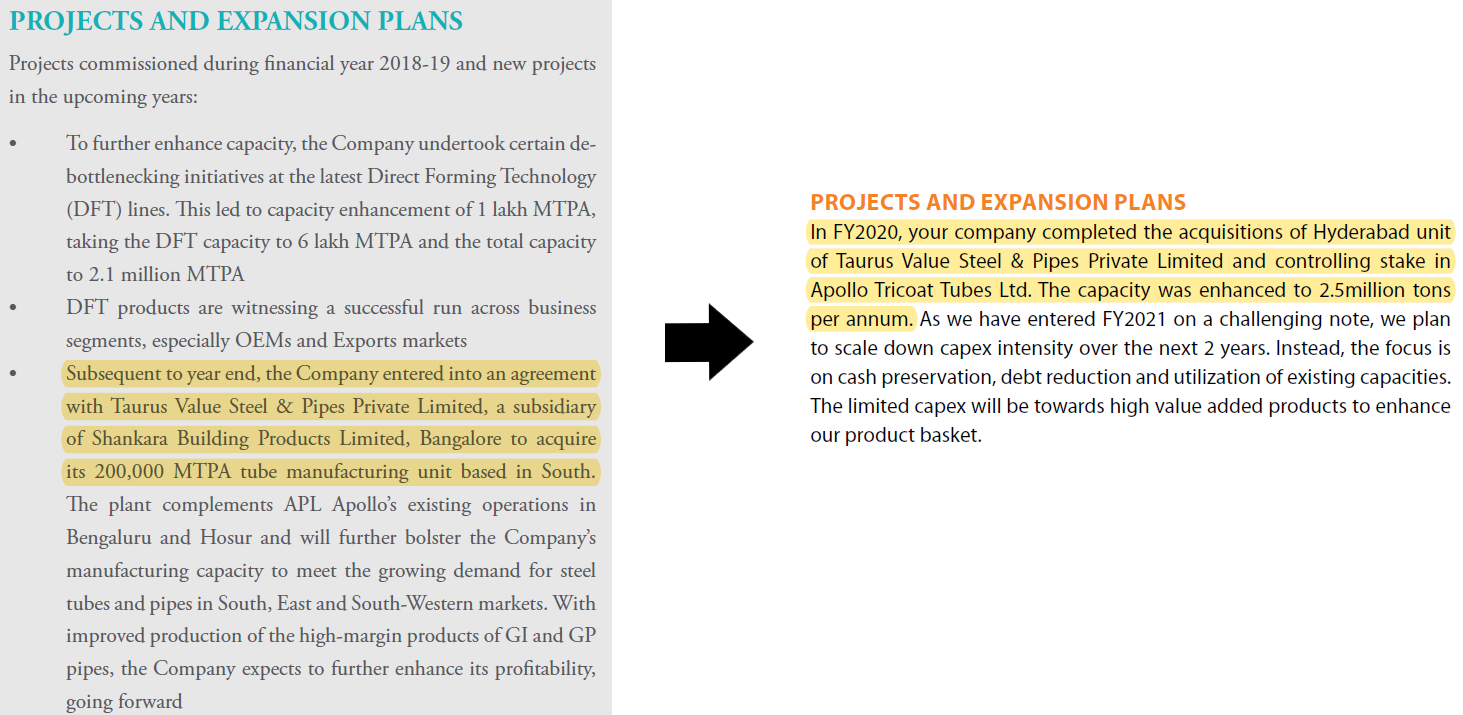 PROJECTS AND EXPANSION PLANS
Projects commissioned during financial year 2018-19 and new projects
in the upcoming years:
• To further enhance capacity, the Company undertook certain de-
bottlenecking initiatives at the latest Direct Forming Technology
(DFT) lines. This led to capacity enhancement of 1 lakh MTPA,
taking the DFT capacity to 6 lakh MTPA and the total capacity
to 2.1 million MTPA
• DFT products are witnessing a successful run across business
segments, especially OEMs and Exports markets
• Subsequent to year end, the Company entered into an agreement
with Taurus Value Steel & Pipes Private Limited, a subsidiary
of Shankara Building Products Limited, Bangalore to acquire
its 200,000 MTPA tube manufacturing unit based in South.
The plant complements APL Apollo's existing operations in
Bengaluru and Hosur and will further bolster the Company's
manufacturing capacity to meet the growing demand for steel
tubes and pipes in South, East and South-Western markets. With
improved production of the high-margin products of GI and GP
pipes, the Company expects to further enhance its profitability,
going forward
PROJECTS AND EXPANSION PLANS
In FY2020, your company completed the acquisitions of Hyderabad unit
of Taurus Value Steel & Pipes Private Limited and controlling stake in
Apollo Tricoat Tubes Ltd. The capacity was enhanced to 2.5million tons
per annum. As we have entered FY2021 on a challenging note, we plan
to scale down capex intensity over the next 2 years. Instead, the focus is
on cash preservation, debt reduction and utilization of existing capacities.
The limited capex will be towards high value added products to enhance
our product basket.